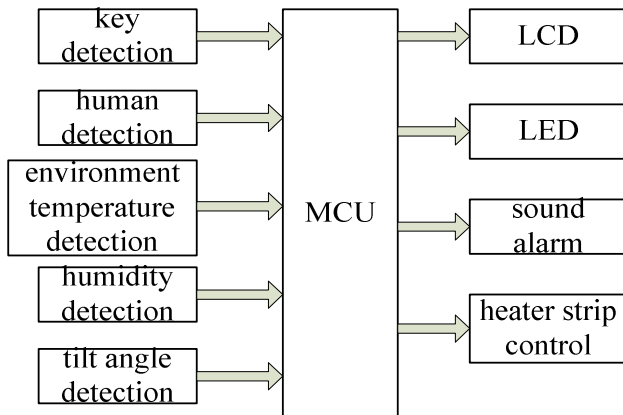 key
detection
human
detection
environment
temperature
detection
humidity
detection
tilt angle
detection
MCU
LCD
LED
sound
alarm
heater strip
control